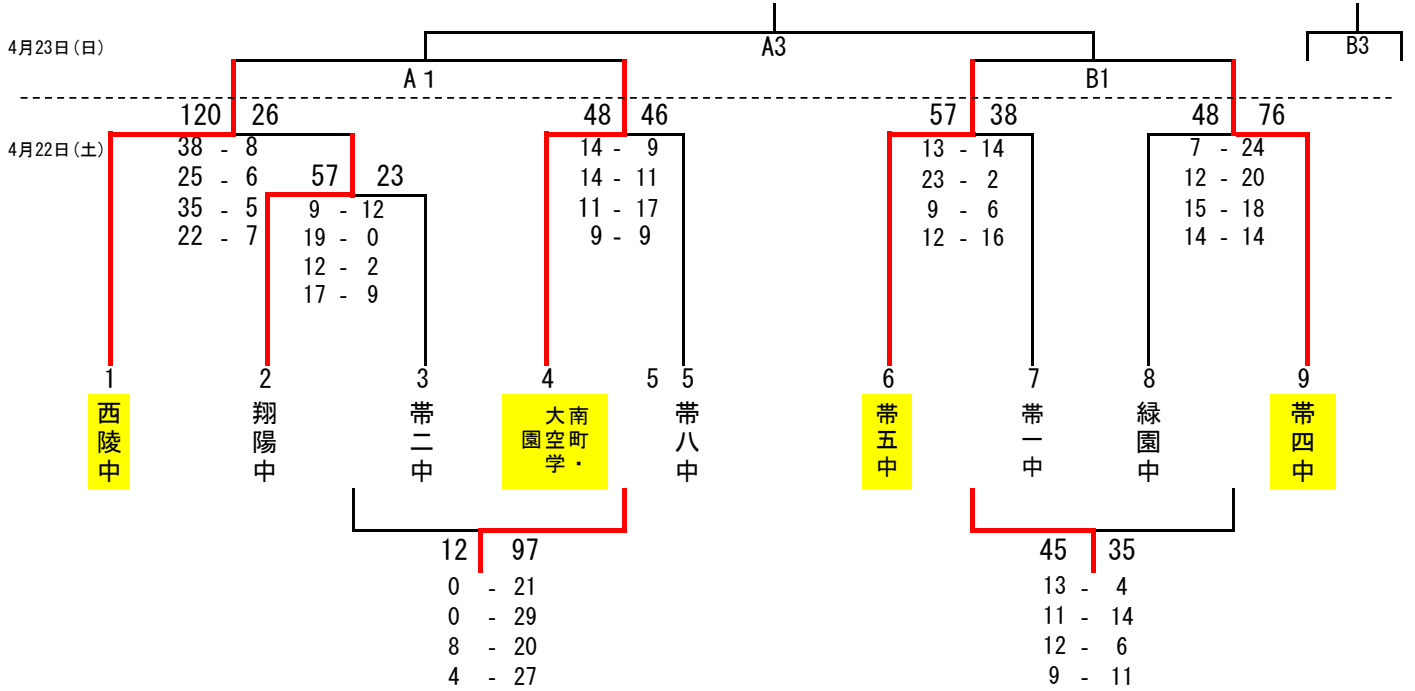 4月23日(日)
A3
B3
A１
B1
120 26
48 46
57 38
48 76
4月22日(土)
38 - 8
25 - 6
35 - 5
22 - 7
57 23
9 - 12
19 - 0
12 - 2
17 - 9
14 - 9
14 - 11
11 - 17
9 - 9
13 - 14
23 - 2
9 - 6
12 - 16
7 - 24
12 - 20
15 - 18
14 - 14
1
2
3
4
5
5
6
7
8
9
西陵中
翔陽中
帯二中
南町・
大空学
園
帯八中
帯五中
帯一中
緑園中
帯四中
12 97
0 - 21
0 - 29
8 - 20
4 - 27
45 35
13 - 4
11 - 14
12 - 6
9 - 11